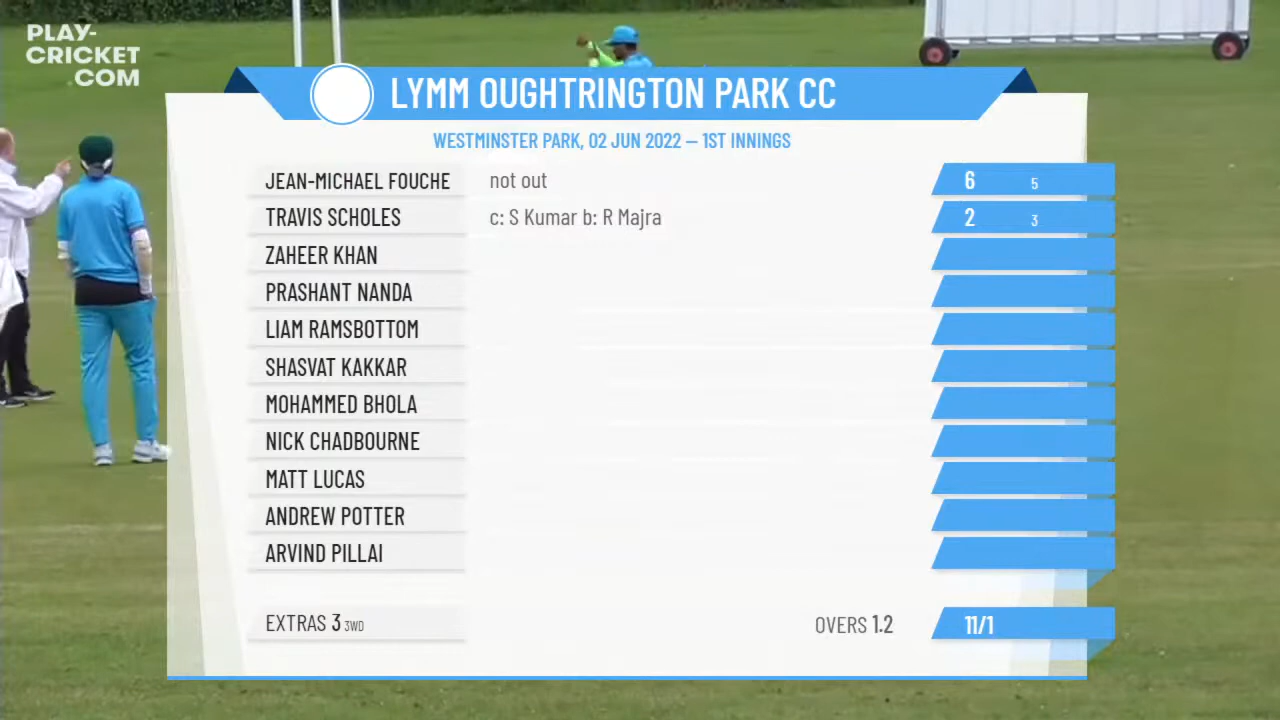 PLAY-
CRICKET
.COM
LYMM OUGHTRINGTON PARK CC
WESTMINSTER PARK, 02 JUN 2022 – 1ST INNINGS
JEAN-MICHAEL FOUCHE not out 6 5
TRAVIS SCHOLES c: S Kumar b: R Majra 2 3
ZAHEER KHAN
PRASHANT NANDA
LIAM RAMSBOTTOM
SHASVAT KAKKAR
MOHAMMED BHOLA
NICK CHADBOURNE
MATT LUCAS
ANDREW POTTER
ARVIND PILLAI
EXTRAS 3 3WD OVERS 1.2 11/1